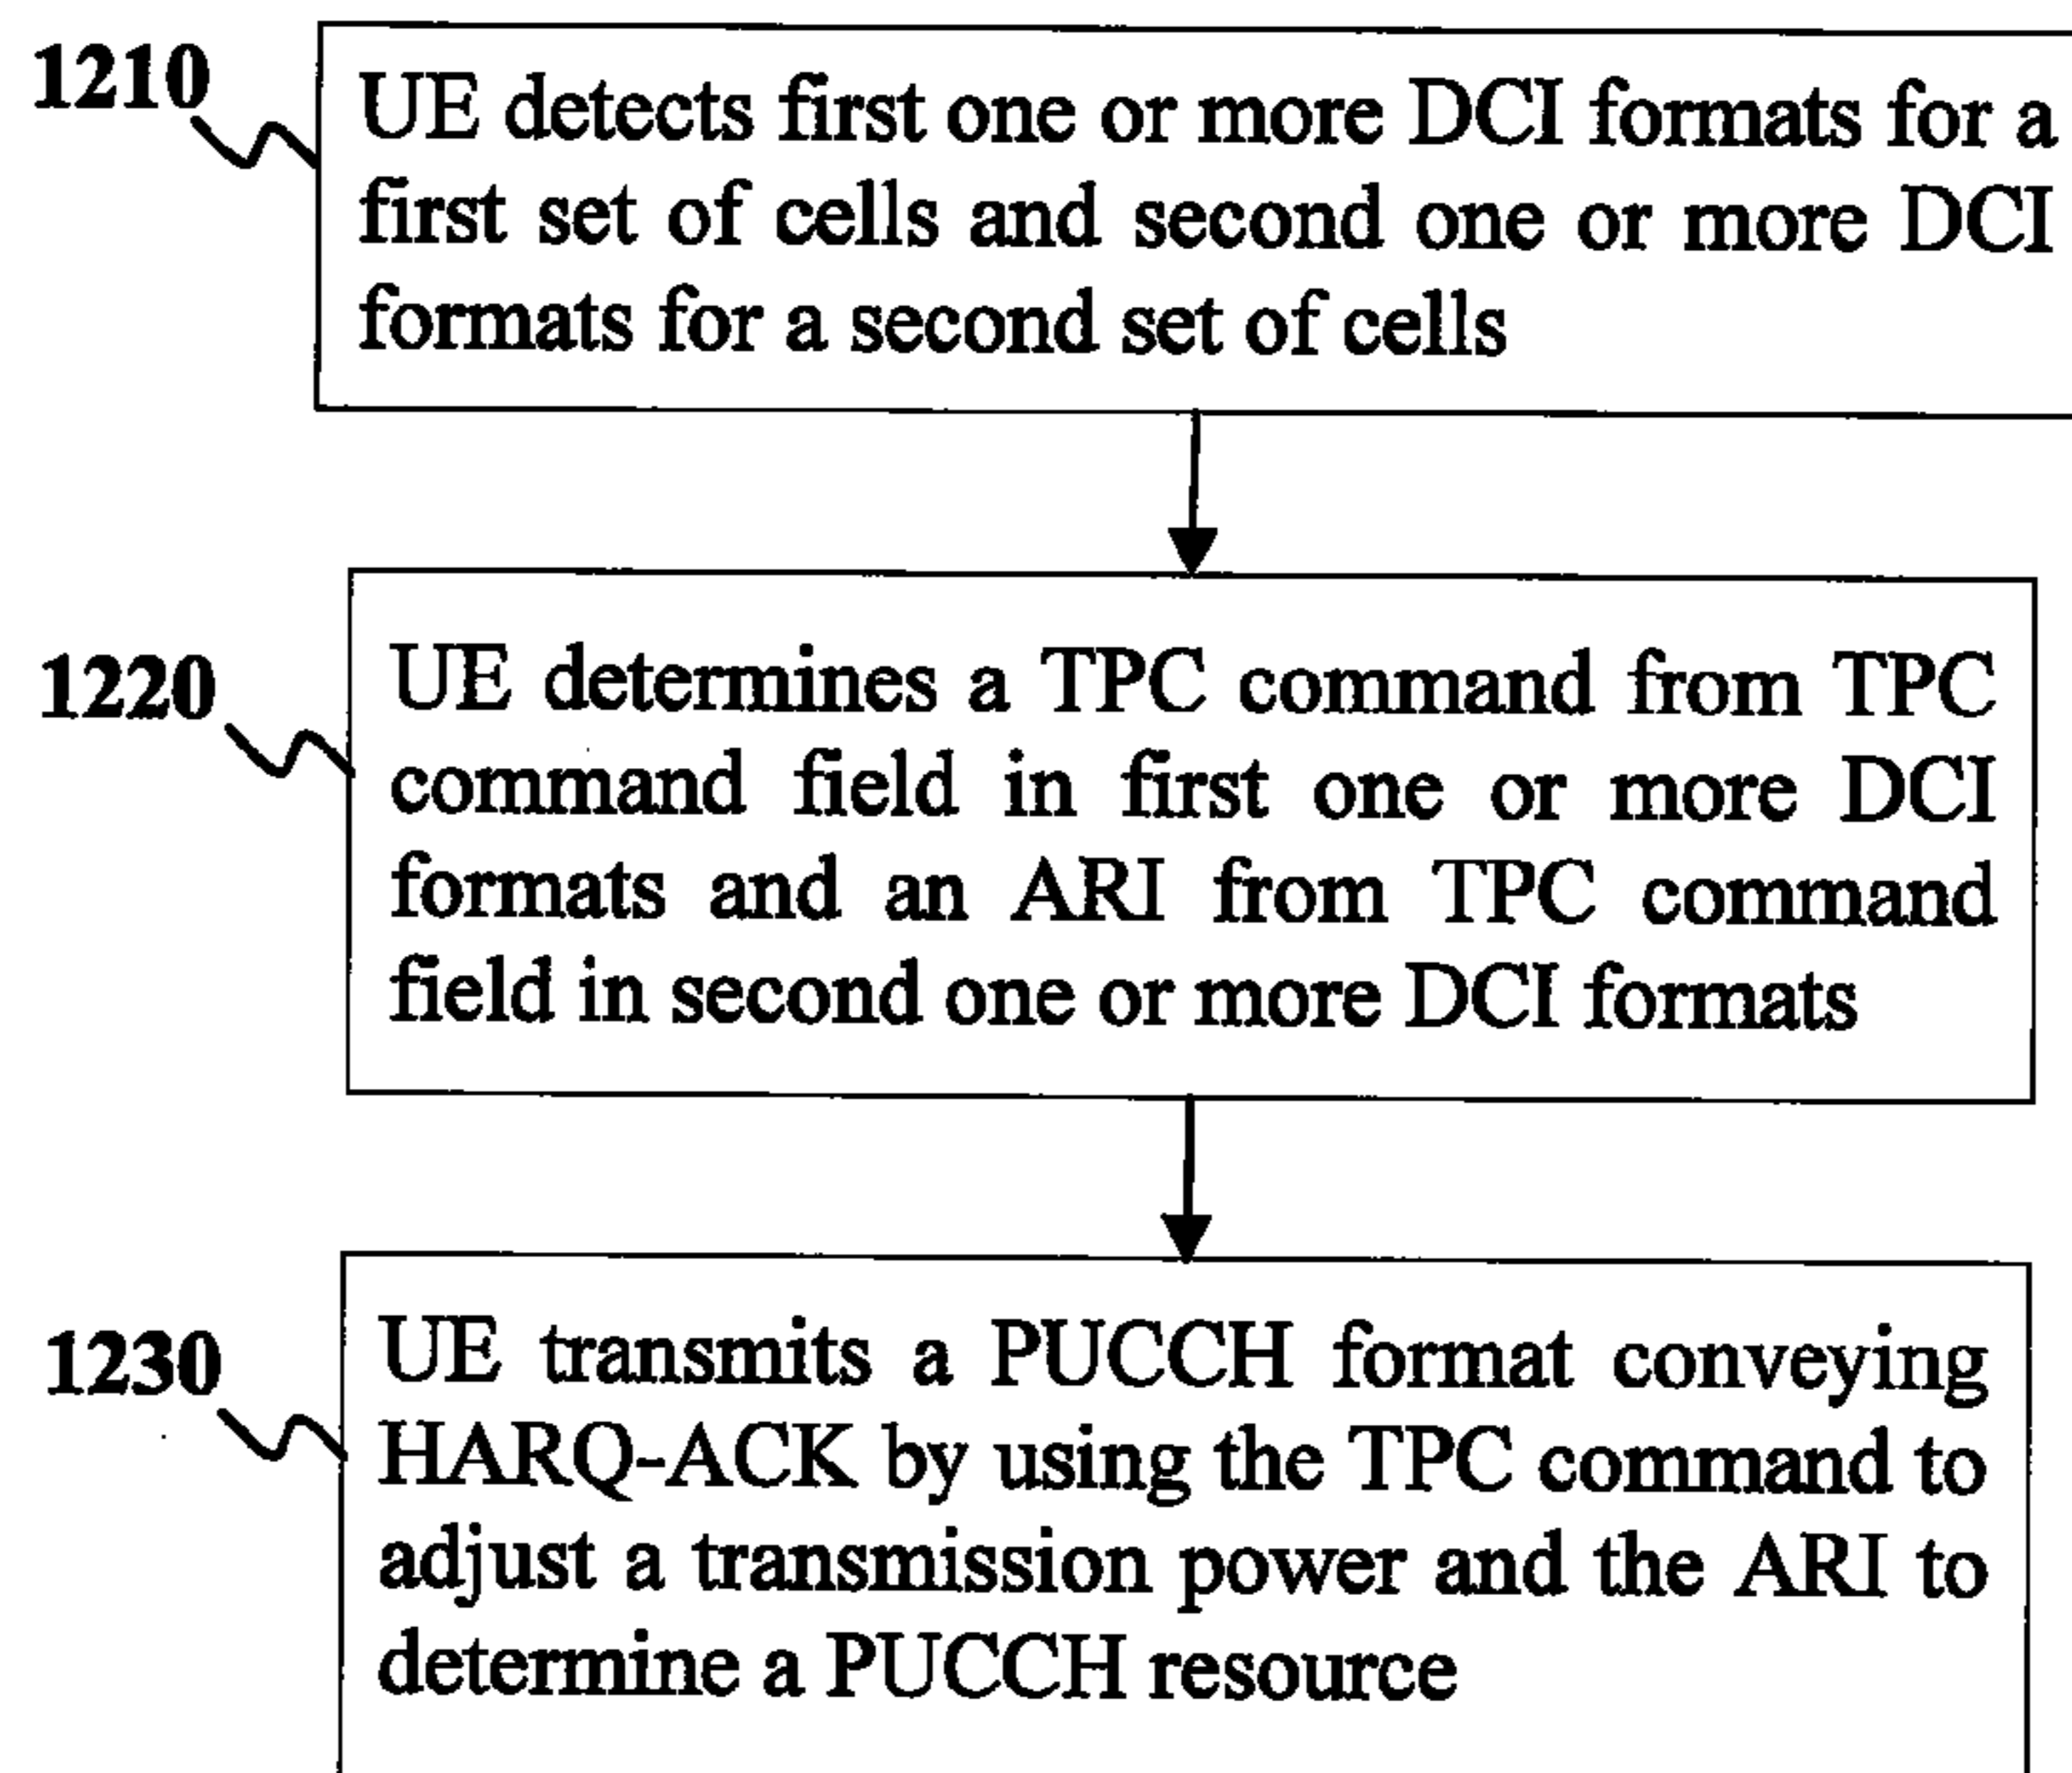 1210
UE detects first one or more DCI formats for a
first set of cells and second one or more DCI
formats for a second set of cells
1220
UE determines a TPC command from TPC
command field in first one or more DCI
formats and an ARI from TPC command
field in second one or more DCI formats
1230
UE transmits a PUCCH format conveying
HARQ-ACK by using the TPC command to
adjust a transmission power and the ARI to
determine a PUCCH resource